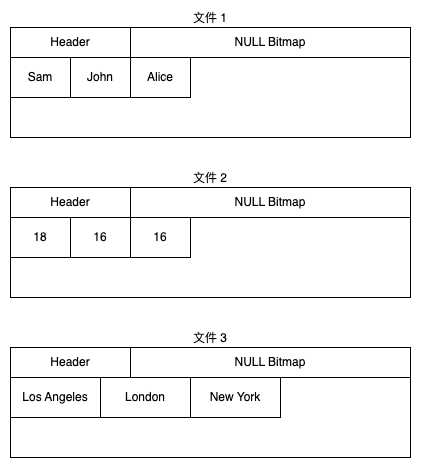 文件 1
Header NULL Bitmap
Sam John Alice
文件 2
Header NULL Bitmap
18 16 16
文件 3
Header NULL Bitmap
Los Angeles London New York